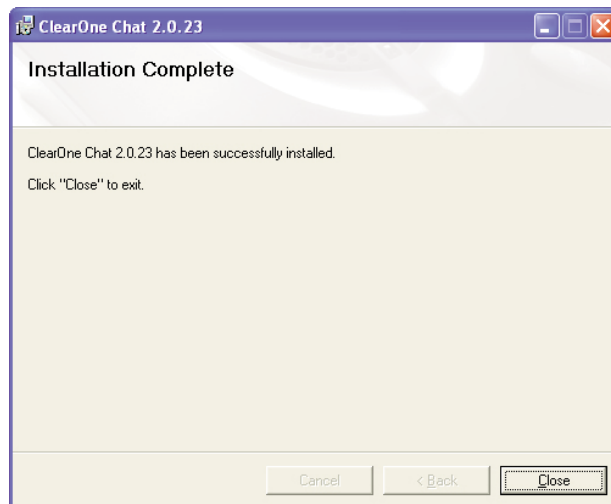 ClearOne Chat 2.0.23
Installation Complete
ClearOne Chat 2.0.23 has been successfully installed.
Click "Close" to exit.
Cancel
< Back
Close